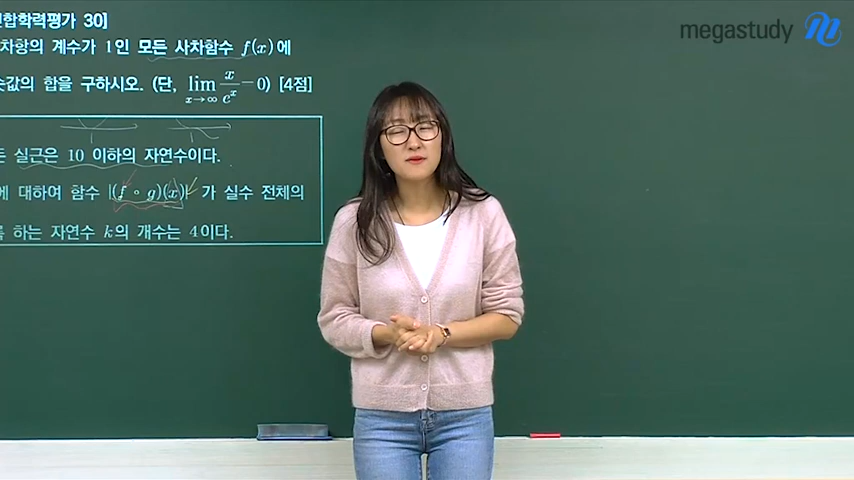 연합학력평가 30]
차항의 계수가 1인 모든 사차함수 f(x)에
솟값의 합을 구하시오. (단, lim x→∞ x/e^x=0) [4점]
든 실근은 10 이하의 자연수이다.
에 대하여 함수 |(f∘g)(x)|가 실수 전체의
록 하는 자연수 k의 개수는 4이다.
megastudy